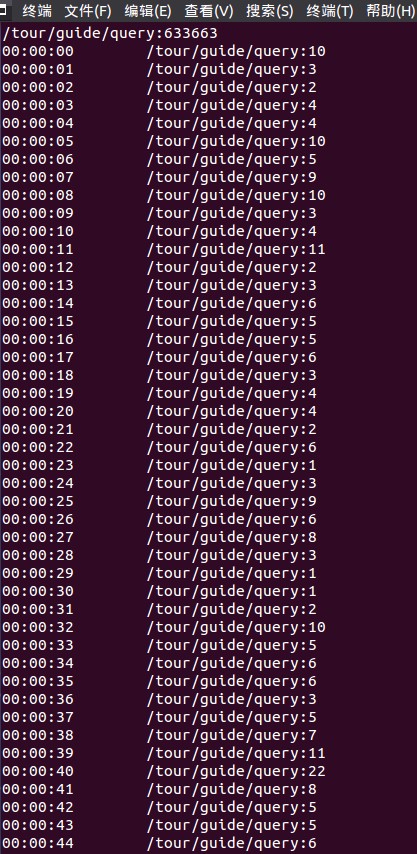 终端 文件(F) 编辑(E) 查看(V) 搜索(S) 终端(T) 帮助(H)
/tour/guide/query:633663
00:00:00 /tour/guide/query:10
00:00:01 /tour/guide/query:3
00:00:02 /tour/guide/query:2
00:00:03 /tour/guide/query:4
00:00:04 /tour/guide/query:4
00:00:05 /tour/guide/query:10
00:00:06 /tour/guide/query:5
00:00:07 /tour/guide/query:9
00:00:08 /tour/guide/query:10
00:00:09 /tour/guide/query:3
00:00:10 /tour/guide/query:4
00:00:11 /tour/guide/query:11
00:00:12 /tour/guide/query:2
00:00:13 /tour/guide/query:3
00:00:14 /tour/guide/query:6
00:00:15 /tour/guide/query:5
00:00:16 /tour/guide/query:5
00:00:17 /tour/guide/query:6
00:00:18 /tour/guide/query:3
00:00:19 /tour/guide/query:4
00:00:20 /tour/guide/query:4
00:00:21 /tour/guide/query:2
00:00:22 /tour/guide/query:6
00:00:23 /tour/guide/query:1
00:00:24 /tour/guide/query:3
00:00:25 /tour/guide/query:9
00:00:26 /tour/guide/query:6
00:00:27 /tour/guide/query:8
00:00:28 /tour/guide/query:3
00:00:29 /tour/guide/query:1
00:00:30 /tour/guide/query:1
00:00:31 /tour/guide/query:2
00:00:32 /tour/guide/query:10
00:00:33 /tour/guide/query:5
00:00:34 /tour/guide/query:6
00:00:35 /tour/guide/query:6
00:00:36 /tour/guide/query:3
00:00:37 /tour/guide/query:5
00:00:38 /tour/guide/query:7
00:00:39 /tour/guide/query:11
00:00:40 /tour/guide/query:22
00:00:41 /tour/guide/query:8
00:00:42 /tour/guide/query:5
00:00:43 /tour/guide/query:5
00:00:44 /tour/guide/query:6